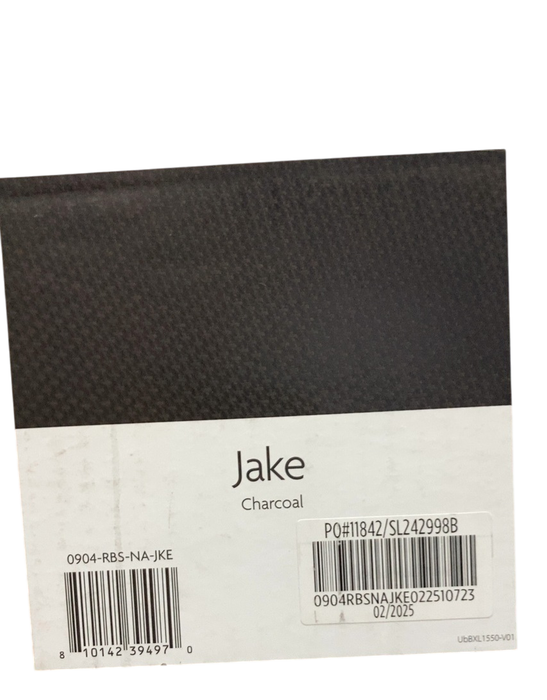 Jake
Charcoal
PO#11842/SL242998B
0904-RBS-NA-JKE
0904RBSNAJKE022510723
02/2025
8 10142 39497 0
UbBXL1550-V01